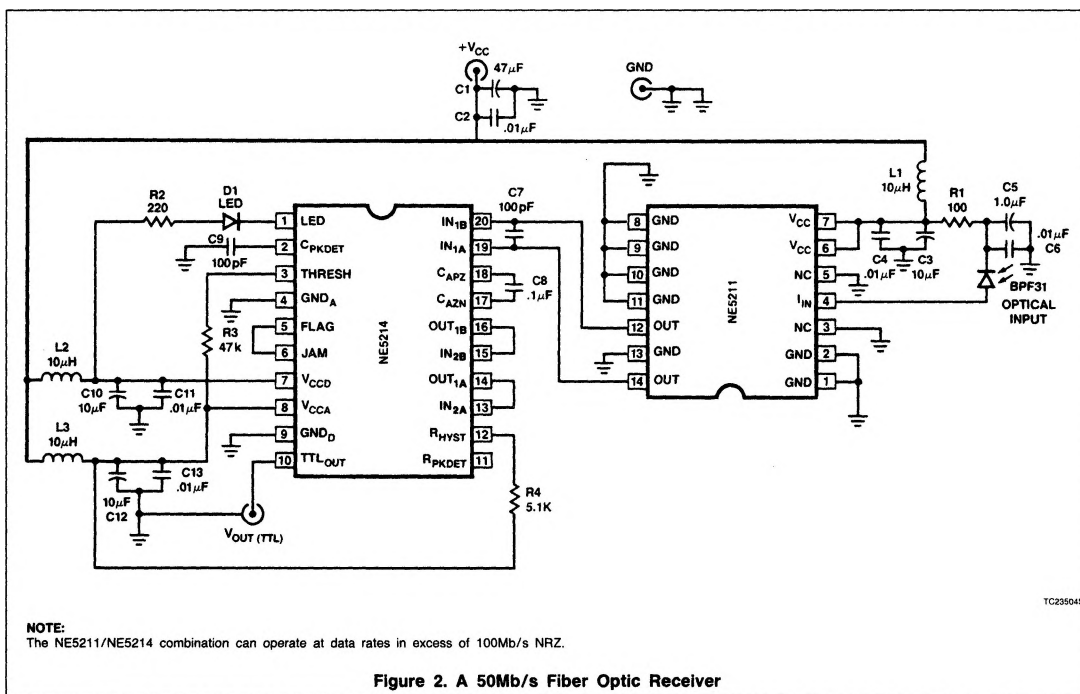 +VCC
47μF
C1
C2
.01μF
GND
L1
10μH
R1
100
C5
1.0μF
.01μF
C6
R2
220
D1
LED
C9
100pF
C7
100pF
C8
.1μF
1 LED
2 CPKDET
3 THRESH
4 GNDA
5 FLAG
6 JAM
7 VCCD
8 VCCA
9 GNDD
10 TTLOUT
NE5214
IN1B 20
IN1A 19
CAPZ 18
CAZN 17
OUT1B 16
IN2B 15
OUT1A 14
IN2A 13
RHYST 12
RPKDET 11
8 GND
9 GND
10 GND
11 GND
12 OUT
13 GND
14 OUT
NE5211
VCC 7
VCC 6
NC 5
IIN 4
NC 3
GND 2
GND 1
C4
.01μF
C3
10μF
BPF31
OPTICAL
INPUT
R3
47k
L2
10μH
C10
10μF
C11
.01μF
L3
10μH
C13
.01μF
10μF
C12
VOUT (TTL)
R4
5.1K
TC23504S
NOTE:
The NE5211/NE5214 combination can operate at data rates in excess of 100Mb/s NRZ.
Figure 2. A 50Mb/s Fiber Optic Receiver